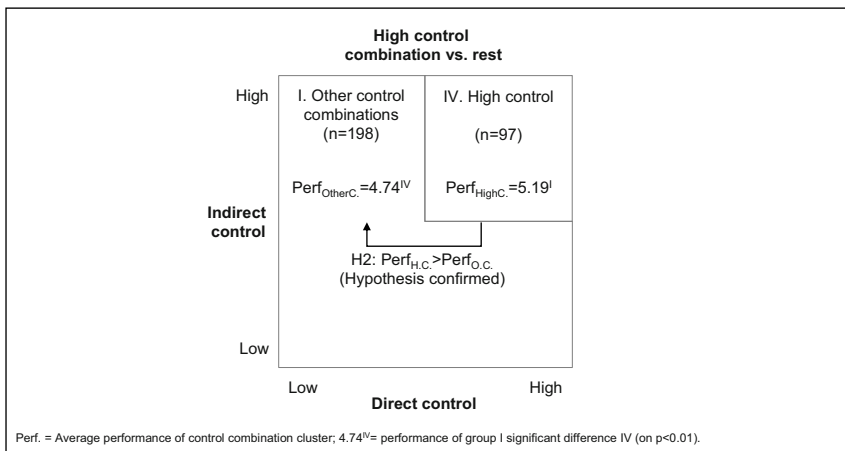 High control
combination vs. rest
High
I. Other control
combinations
(n=198)
IV. High control
(n=97)
Perf_OtherC.=4.74^IV
Perf_HighC.=5.19^I
Indirect
control
H2: Perf_H.C.>Perf_O.C.
(Hypothesis confirmed)
Low
Low
High
Direct control
Perf. = Average performance of control combination cluster; 4.74^IV= performance of group I significant difference IV (on p<0.01).